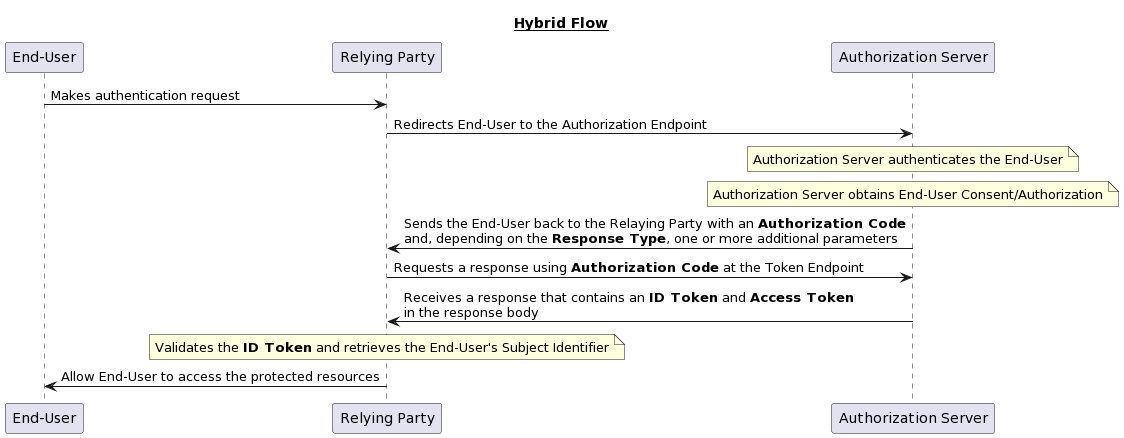 Hybrid Flow
End-User
Relying Party
Authorization Server
Makes authentication request
Redirects End-User to the Authorization Endpoint
Authorization Server authenticates the End-User
Authorization Server obtains End-User Consent/Authorization
Sends the End-User back to the Relaying Party with an Authorization Code
and, depending on the Response Type, one or more additional parameters
Requests a response using Authorization Code at the Token Endpoint
Receives a response that contains an ID Token and Access Token
in the response body
Validates the ID Token and retrieves the End-User's Subject Identifier
Allow End-User to access the protected resources
End-User
Relying Party
Authorization Server